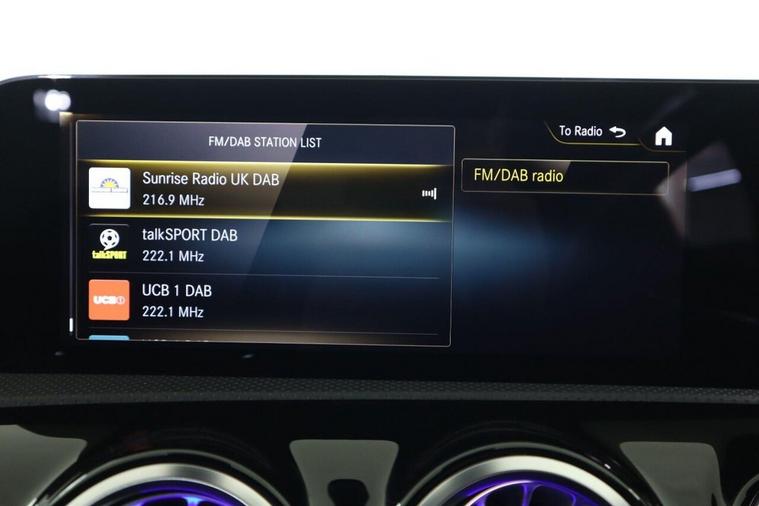 FM/DAB STATION LIST
To Radio
Sunrise Radio UK DAB
216.9 MHz
FM/DAB radio
talkSPORT
talkSPORT DAB
222.1 MHz
UCB1
UCB 1 DAB
222.1 MHz